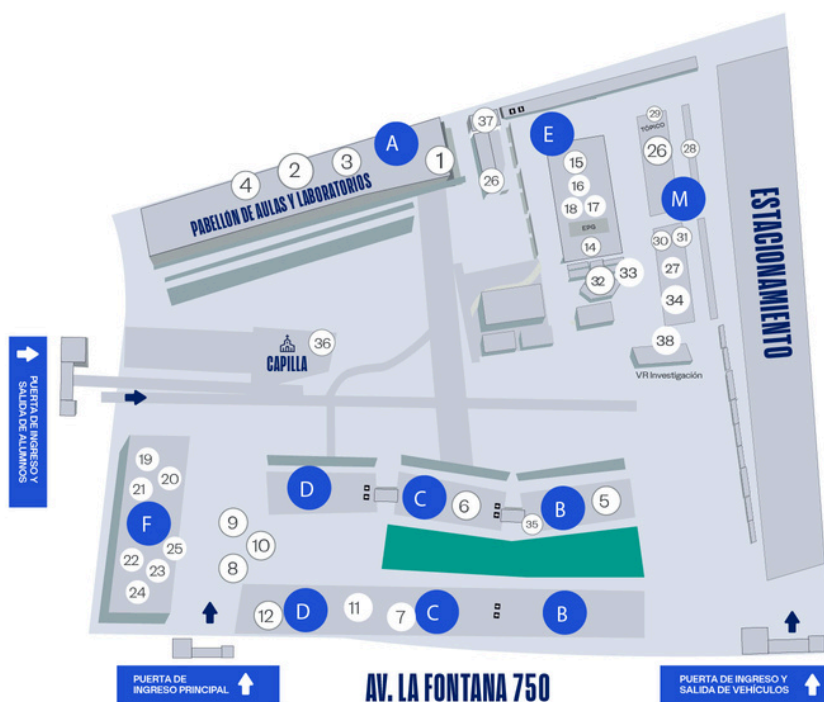 37
29
TÓPICO
E
A
26
28
1
3
2
4
PABELLÓN DE AULAS Y LABORATORIOS
26
15
16
18
17
EPG
14
M
30
31
27
34
32
33
38
VR Investigación
ESTACIONAMIENTO
36
CAPILLA
PUERTA DE INGRESO Y
SALIDA DE ALUMNOS
19
20
21
F
25
22
23
24
D
C
6
B
5
35
9
10
8
12
D
11
7
C
B
PUERTA DE
INGRESO PRINCIPAL
AV. LA FONTANA 750
PUERTA DE INGRESO Y
SALIDA DE VEHÍCULOS